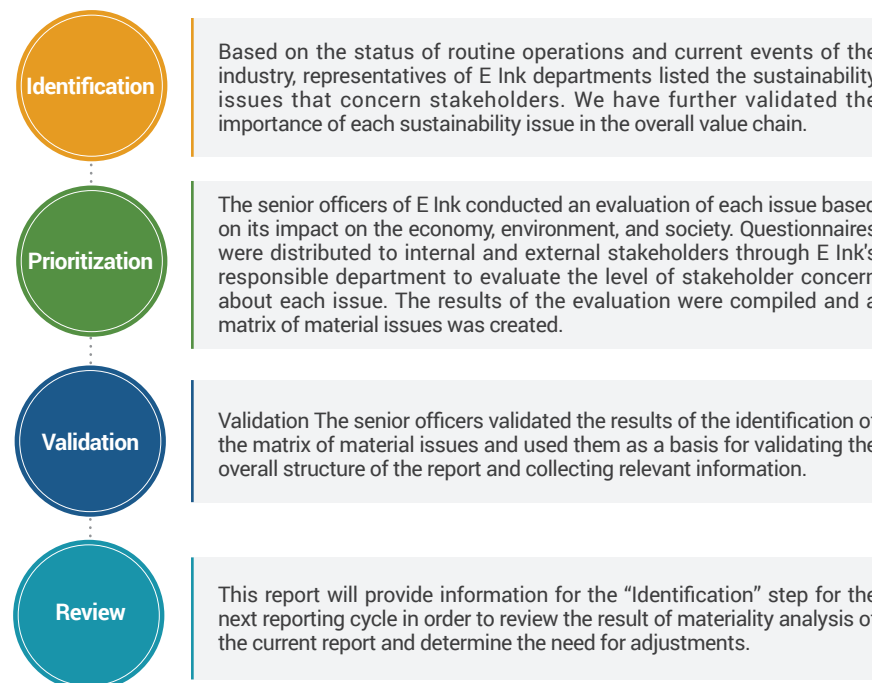 Identification
Based on the status of routine operations and current events of the
industry, representatives of E Ink departments listed the sustainability
issues that concern stakeholders. We have further validated the
importance of each sustainability issue in the overall value chain.
Prioritization
The senior officers of E Ink conducted an evaluation of each issue based
on its impact on the economy, environment, and society. Questionnaires
were distributed to internal and external stakeholders through E Ink's
responsible department to evaluate the level of stakeholder concern
about each issue. The results of the evaluation were compiled and a
matrix of material issues was created.
Validation
Validation The senior officers validated the results of the identification of
the matrix of material issues and used them as a basis for validating the
overall structure of the report and collecting relevant information.
Review
This report will provide information for the “Identification” step for the
next reporting cycle in order to review the result of materiality analysis of
the current report and determine the need for adjustments.